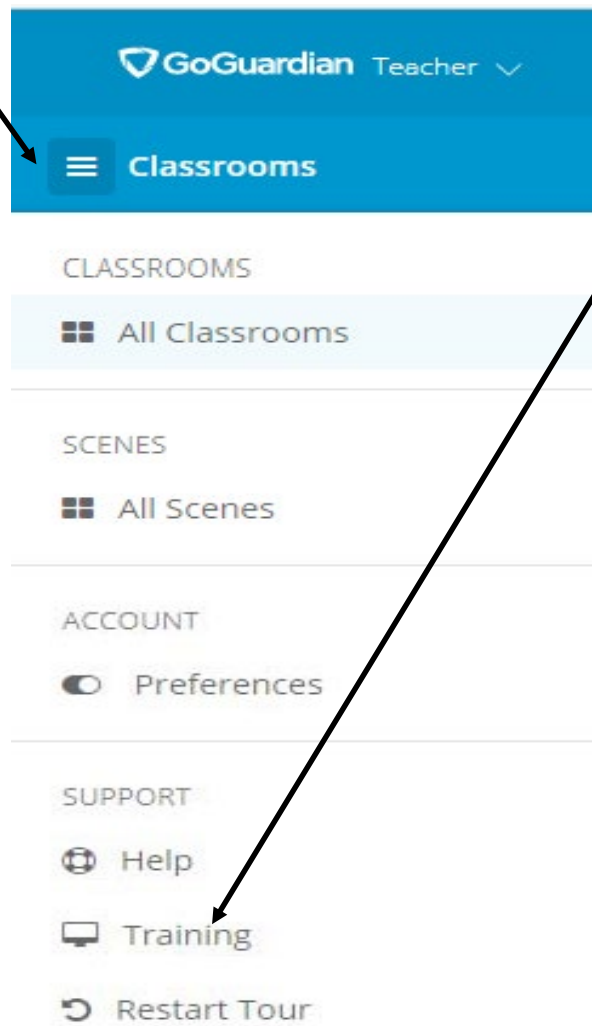 GoGuardian Teacher
Classrooms
CLASSROOMS
All Classrooms
SCENES
All Scenes
ACCOUNT
Preferences
SUPPORT
Help
Training
Restart Tour